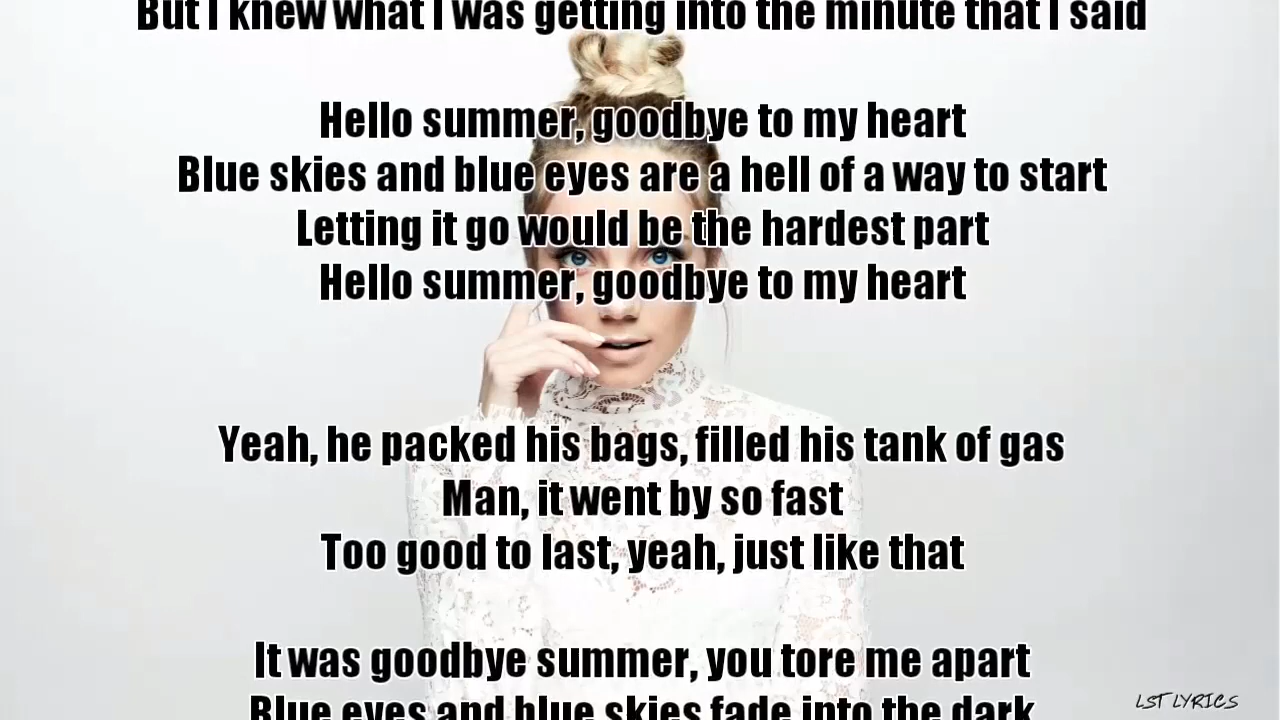 But I knew what I was getting into the minute that I said
Hello summer, goodbye to my heart
Blue skies and blue eyes are a hell of a way to start
Letting it go would be the hardest part
Hello summer, goodbye to my heart
Yeah, he packed his bags, filled his tank of gas
Man, it went by so fast
Too good to last, yeah, just like that
It was goodbye summer, you tore me apart
Blue eyes and blue skies fade into the dark
LST LYRICS